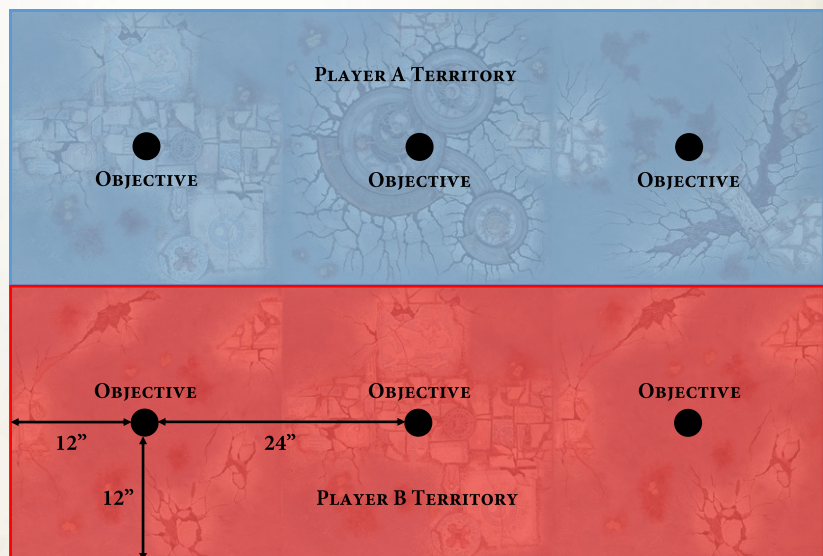 Player A Territory
Objective
Objective
Objective
Objective
Objective
Objective
12”
24”
12”
Player B Territory